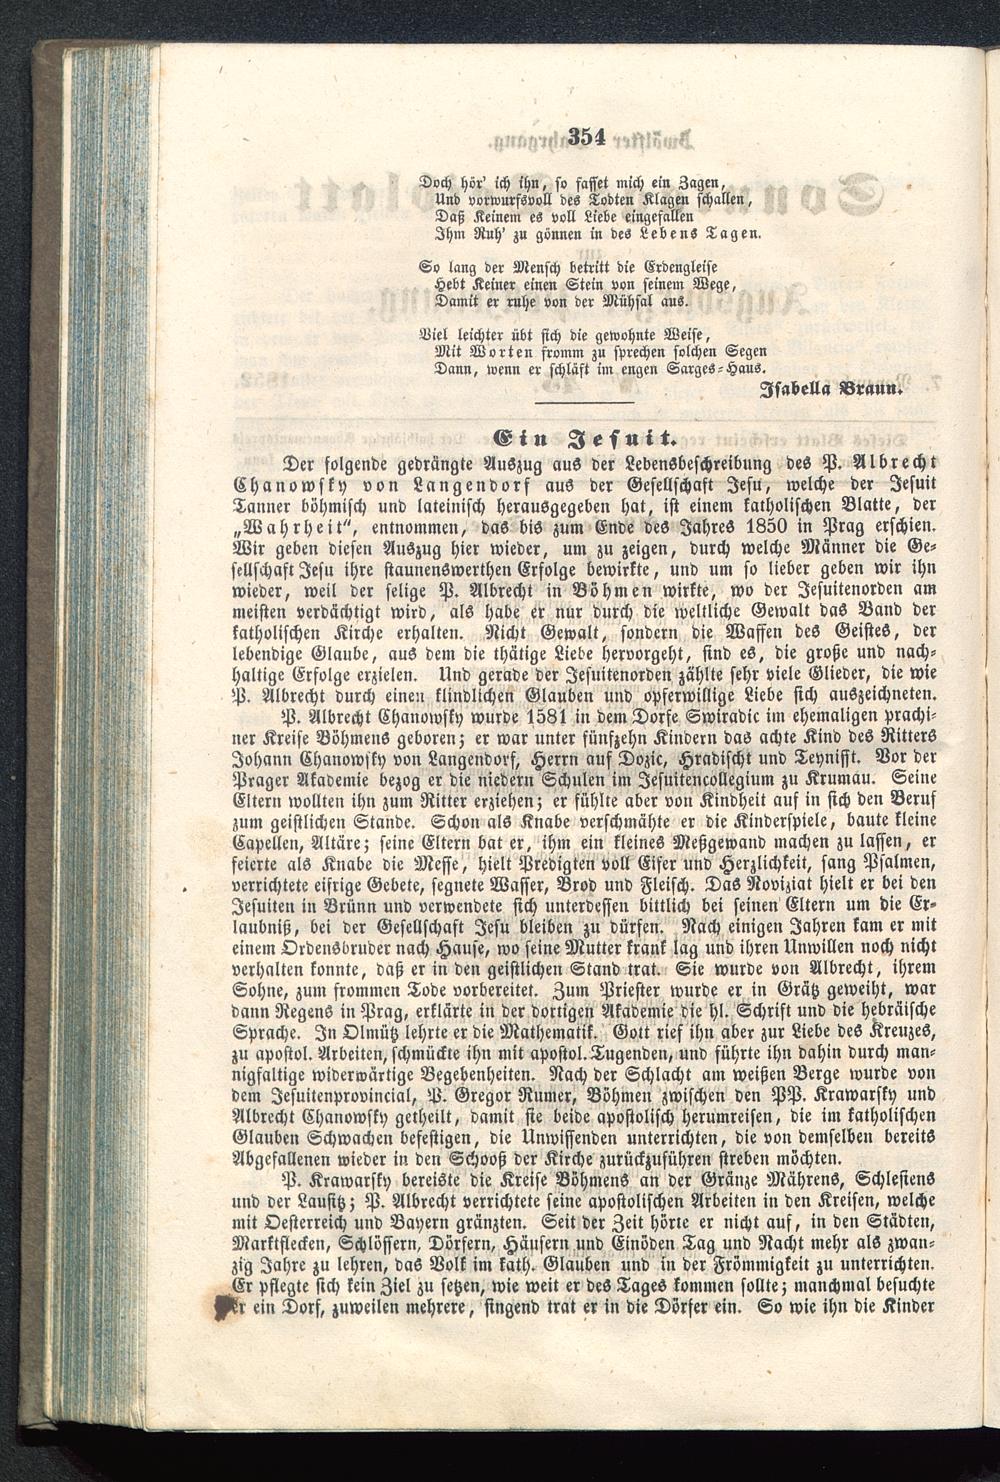 354
Doch hör' ich ihn, so fasset mich ein Zagen,
Und vorwurfsvoll des Todten Klagen schallen,
Daß Keinem es voll Liebe eingefallen
Ihm Ruh' zu gönnen in des Lebens Tagen.
So lang der Mensch betritt die Erdengleise
Hebt Keiner einen Stein von seinem Wege,
Damit er ruhe von der Mühsal aus.
Viel leichter übt sich die gewohnte Weise,
Mit Worten fromm zu sprechen solchen Segen
Dann, wenn er schläft im engen Sarges-Haus.
Isabella Braun.
Ein Jesuit.
Der folgende gedrängte Auszug aus der Lebensbeschreibung des P. Albrecht
Chanowsky von Langendorf aus der Gesellschaft Jesu, welche der Jesuit
Tanner böhmisch und lateinisch herausgegeben hat, ist einem katholischen Blatte, der
„Wahrheit“, entnommen, das bis zum Ende des Jahres 1850 in Prag erschien.
Wir geben diesen Auszug hier wieder, um zu zeigen, durch welche Männer die Ge-
sellschaft Jesu ihre staunenswerthen Erfolge bewirkte, und um so lieber geben wir ihn
wieder, weil der selige P. Albrecht in Böhmen wirkte, wo der Jesuitenorden am
meisten verdächtigt wird, als habe er nur durch die weltliche Gewalt das Band der
katholischen Kirche erhalten. Nicht Gewalt, sondern die Waffen des Geistes, der
lebendige Glaube, aus dem die thätige Liebe hervorgeht, sind es, die große und nach-
haltige Erfolge erzielen. Und gerade der Jesuitenorden zählte sehr viele Glieder, die wie
P. Albrecht durch einen klindlichen Glauben und opferwillige Liebe sich auszeichneten.
P. Albrecht Chanowsky wurde 1581 in dem Dorfe Swiradic im ehemaligen prachi-
ner Kreise Böhmens geboren; er war unter fünfzehn Kindern das achte Kind des Ritters
Johann Chanowsky von Langendorf, Herrn auf Dozic, Hradischt und Teynisst. Vor der
Prager Akademie bezog er die niedern Schulen im Jesuitencollegium zu Krumau. Seine
Eltern wollten ihn zum Ritter erziehen; er fühlte aber von Kindheit auf in sich den Beruf
zum geistlichen Stande. Schon als Knabe verschmähte er die Kinderspiele, baute kleine
Capellen, Altäre; seine Eltern bat er, ihm ein kleines Meßgewand machen zu lassen, er
feierte als Knabe die Messe, hielt Predigten voll Eifer und Herzlichkeit, sang Psalmen,
verrichtete eifrige Gebete, segnete Wasser, Brod und Fleisch. Das Noviziat hielt er bei den
Jesuiten in Brünn und verwendete sich unterdessen bittlich bei seinen Eltern um die Er-
laubniß, bei der Gesellschaft Jesu bleiben zu dürfen. Nach einigen Jahren kam er mit
einem Ordensbruder nach Hause, wo seine Mutter krank lag und ihren Unwillen noch nicht
verhalten konnte, daß er in den geistlichen Stand trat. Sie wurde von Albrecht, ihrem
Sohne, zum frommen Tode vorbereitet. Zum Priester wurde er in Grätz geweiht, war
dann Regens in Prag, erklärte in der dortigen Akademie die hl. Schrift und die hebräische
Sprache. In Olmütz lehrte er die Mathematik. Gott rief ihn aber zur Liebe des Kreuzes,
zu apostol. Arbeiten, schmückte ihn mit apostol. Tugenden, und führte ihn dahin durch man-
nigfaltige widerwärtige Begebenheiten. Nach der Schlacht am weißen Berge wurde von
dem Jesuitenprovincial, P. Gregor Rumer, Böhmen zwischen den PP. Krawarsky und
Albrecht Chanowsky getheilt, damit sie beide apostolisch herumreisen, die im katholischen
Glauben Schwachen befestigen, die Unwissenden unterrichten, die von demselben bereits
Abgefallenen wieder in den Schooß der Kirche zurückzuführen streben möchten.
P. Krawarsky bereiste die Kreise Böhmens an der Gränze Mährens, Schlesiens
und der Lausitz; P. Albrecht verrichtete seine apostolischen Arbeiten in den Kreisen, welche
mit Oesterreich und Bayern gränzten. Seit der Zeit hörte er nicht auf, in den Städten,
Marktflecken, Schlössern, Dörfern, Häusern und Einöden Tag und Nacht mehr als zwan-
zig Jahre zu lehren, das Volk im kath. Glauben und in der Frömmigkeit zu unterrichten.
Er pflegte sich kein Ziel zu setzen, wie weit er des Tages kommen sollte; manchmal besuchte
er ein Dorf, zuweilen mehrere, singend trat er in die Dörfer ein. So wie ihn die Kinder